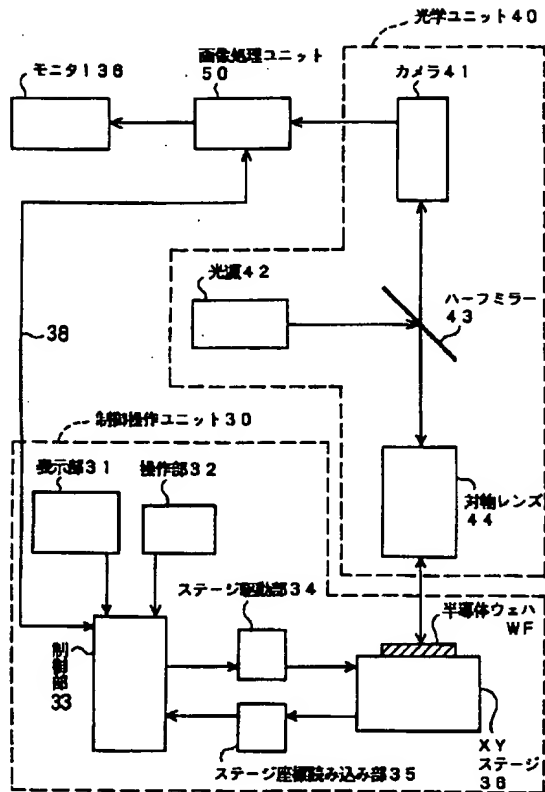 光学ユニット40
画像処理ユニット
50
モニタ136
カメラ41
光源42
ハーフミラー
43
38
制御操作ユニット30
表示部31
操作部32
対物レンズ
44
ステージ駆動部34
半導体ウェハ
WF
制御部
33
ステージ座標読み込み部35
XY
ステージ
36